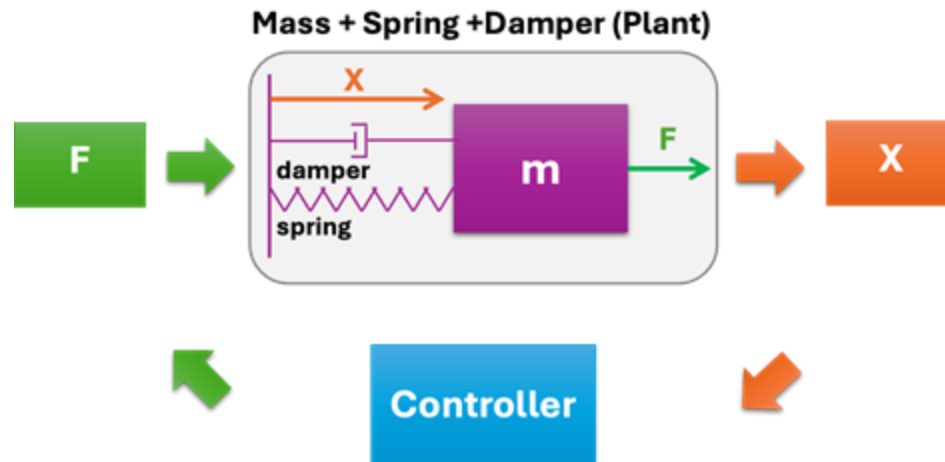 Mass + Spring +Damper (Plant)
X
F
F
m
X
damper
spring
Controller